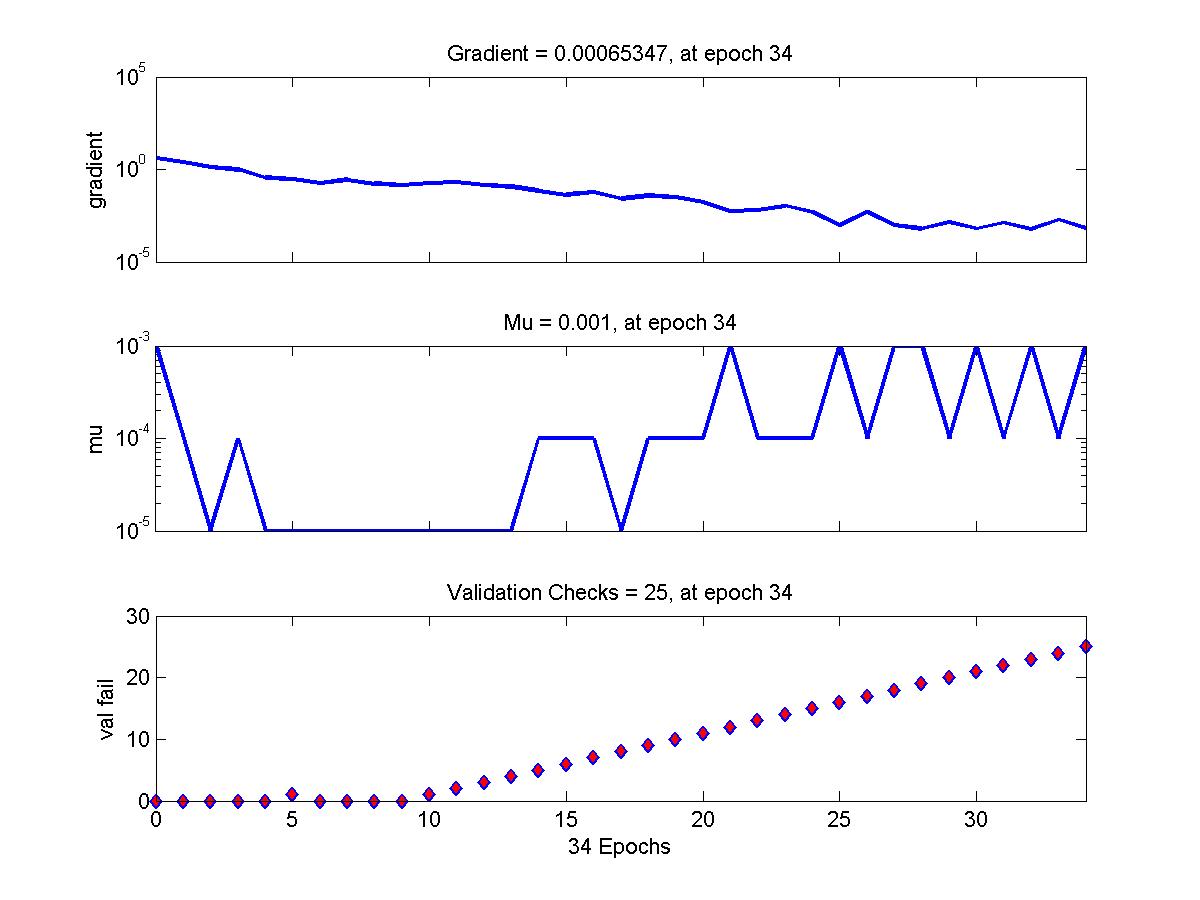 Gradient = 0.00065347, at epoch 34
10^5
10^0
10^-5
gradient
Mu = 0.001, at epoch 34
10^-3
10^-4
10^-5
mu
Validation Checks = 25, at epoch 34
30
20
10
0
val fail
0 5 10 15 20 25 30
34 Epochs